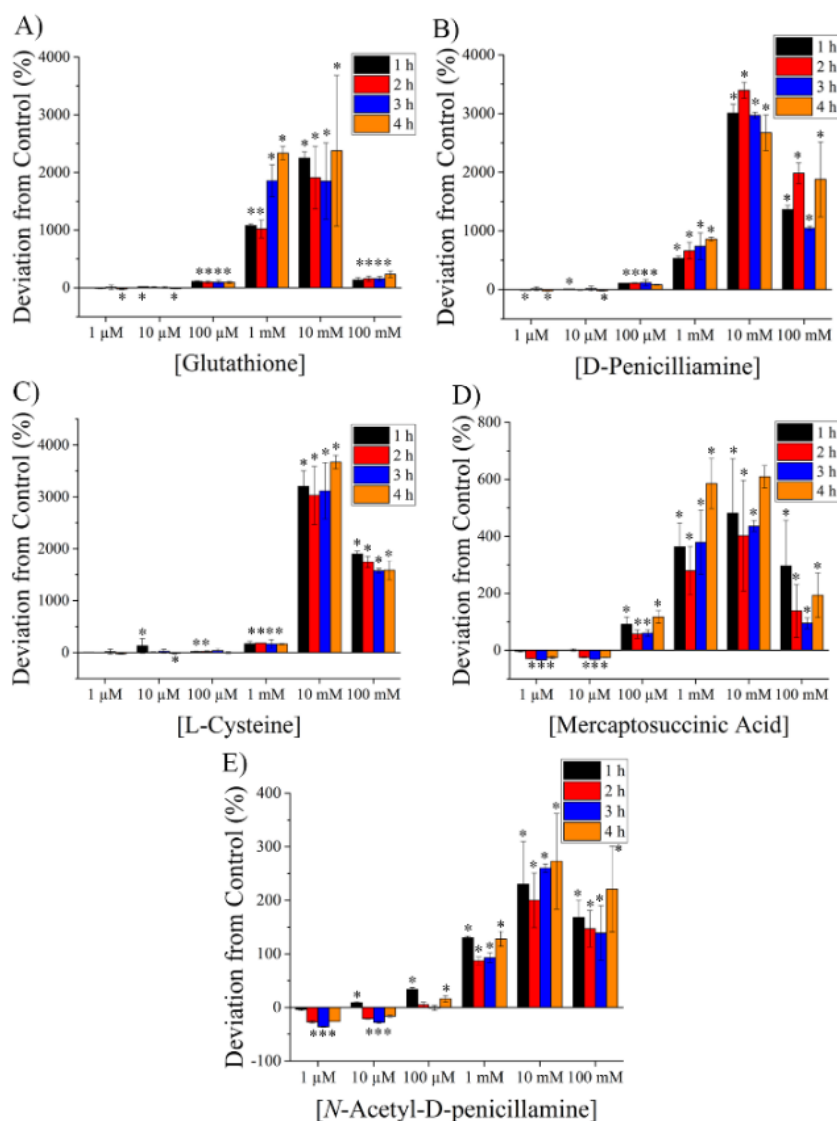 A)
Deviation from Control (%)
4000
3000
2000
1000
0
1 h
2 h
3 h
4 h
* * ******  ** * * * * * * ****
1 µM 10 µM 100 µM 1 mM 10 mM 100 mM
[Glutathione]
B)
Deviation from Control (%)
4000
3000
2000
1000
0
1 h
2 h
3 h
4 h
1 µM 10 µM 100 µM 1 mM 10 mM 100 mM
[D-Penicilliamine]
C)
Deviation from Control (%)
4000
3000
2000
1000
0
1 h
2 h
3 h
4 h
1 µM 10 µM 100 µM 1 mM 10 mM 100 mM
[L-Cysteine]
D)
Deviation from Control (%)
800
600
400
200
0
1 h
2 h
3 h
4 h
1 µM 10 µM 100 µM 1 mM 10 mM 100 mM
[Mercaptosuccinic Acid]
E)
Deviation from Control (%)
400
300
200
100
0
-100
1 h
2 h
3 h
4 h
1 µM 10 µM 100 µM 1 mM 10 mM 100 mM
[N-Acetyl-D-penicillamine]